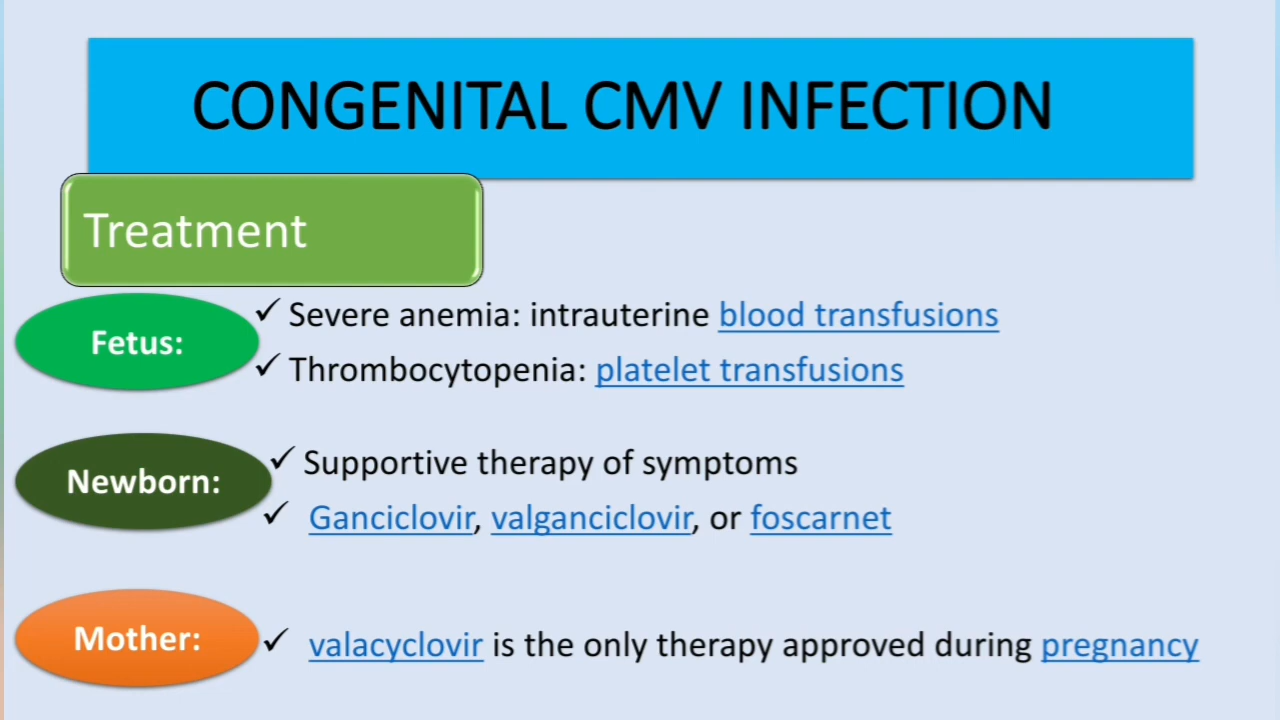 CONGENITAL CMV INFECTION
Treatment
Fetus:
✓ Severe anemia: intrauterine blood transfusions
✓ Thrombocytopenia: platelet transfusions
Newborn:
✓ Supportive therapy of symptoms
✓ Ganciclovir, valganciclovir, or foscarnet
Mother:
✓ valacyclovir is the only therapy approved during pregnancy